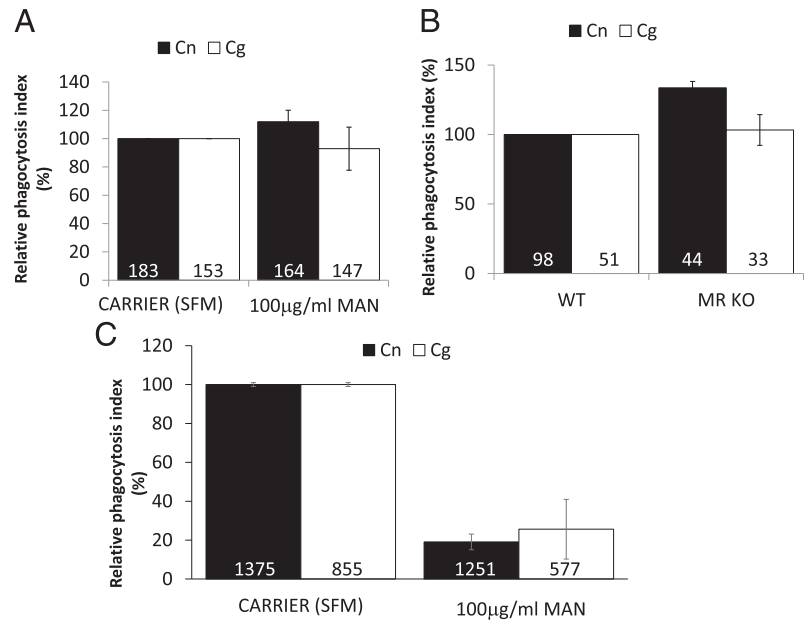 A
Cn Cg
Relative phagocytosis index
(%)
140
120
100
80
60
40
20
0
183 153 164 147
CARRIER (SFM) 100µg/ml MAN
B
Cn Cg
Relative phagocytosis index (%)
150
100
50
0
98 51 44 33
WT MR KO
C
Cn Cg
Relative phagocytosis index
(%)
120
100
80
60
40
20
0
1375 855 1251 577
CARRIER (SFM) 100µg/ml MAN